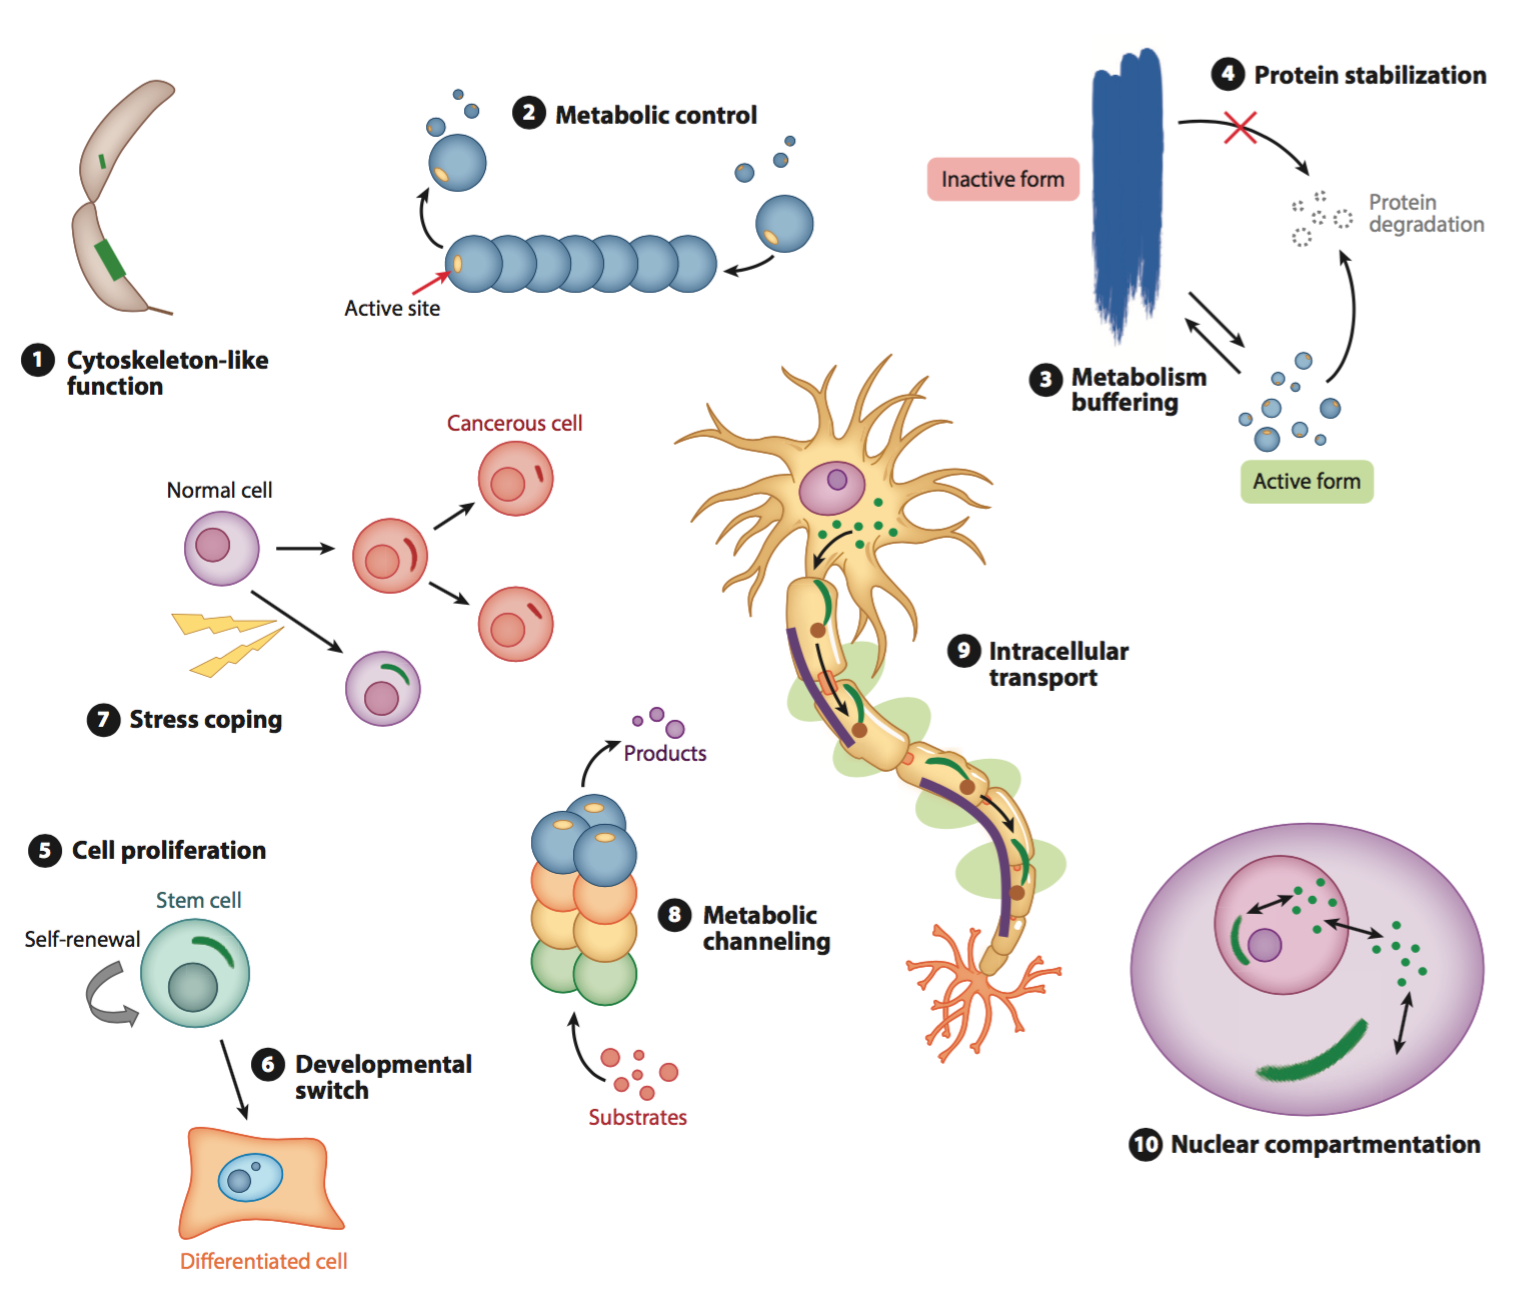 1 Cytoskeleton-like
function
2 Metabolic control
Active site
4 Protein stabilization
Inactive form
Protein
degradation
3 Metabolism
buffering
Active form
Cancerous cell
Normal cell
7 Stress coping
5 Cell proliferation
Stem cell
Self-renewal
6 Developmental
switch
Differentiated cell
Products
8 Metabolic
channeling
Substrates
9 Intracellular
transport
10 Nuclear compartmentation